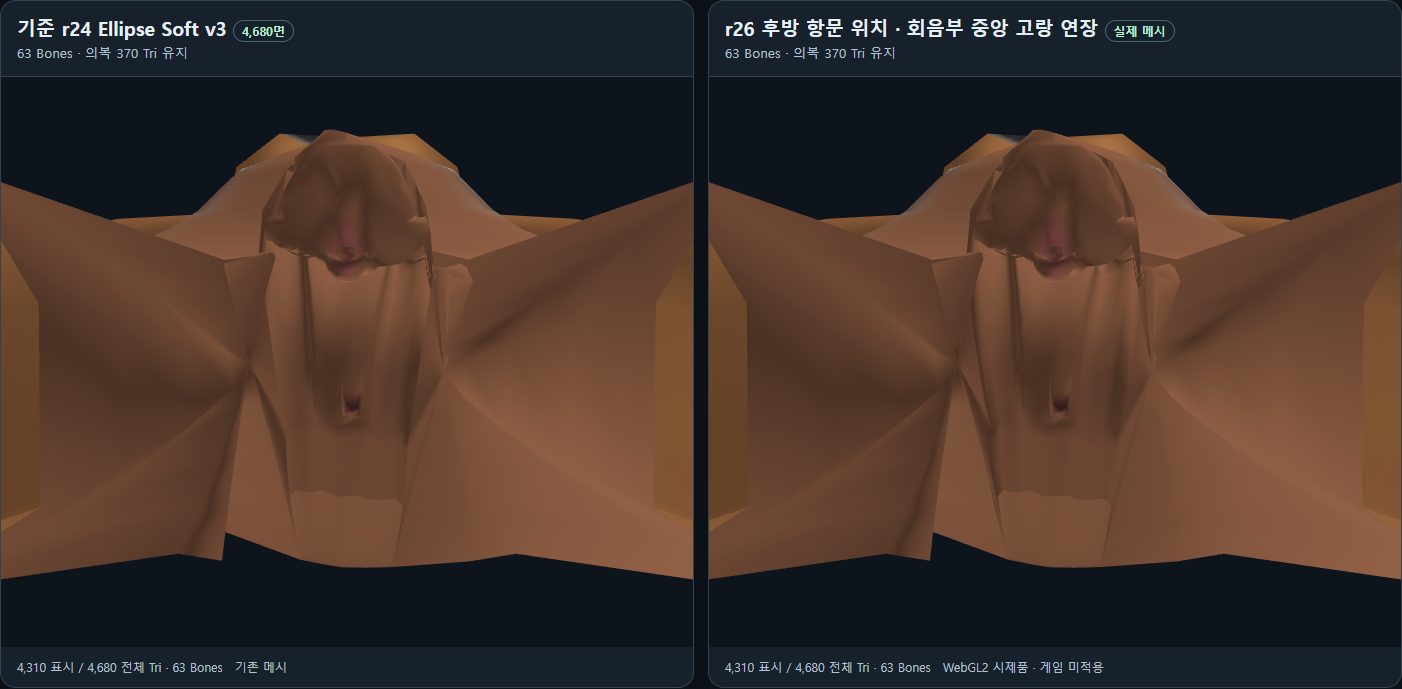 기준 r24 Ellipse Soft v3 4,680면
63 Bones · 의복 370 Tri 유지
4,310 표시 / 4,680 전체 Tri · 63 Bones 기존 메시
r26 후방 항문 위치 · 회음부 중앙 고랑 연장 실제 메시
63 Bones · 의복 370 Tri 유지
4,310 표시 / 4,680 전체 Tri · 63 Bones WebGL2 시제품 · 게임 미적용